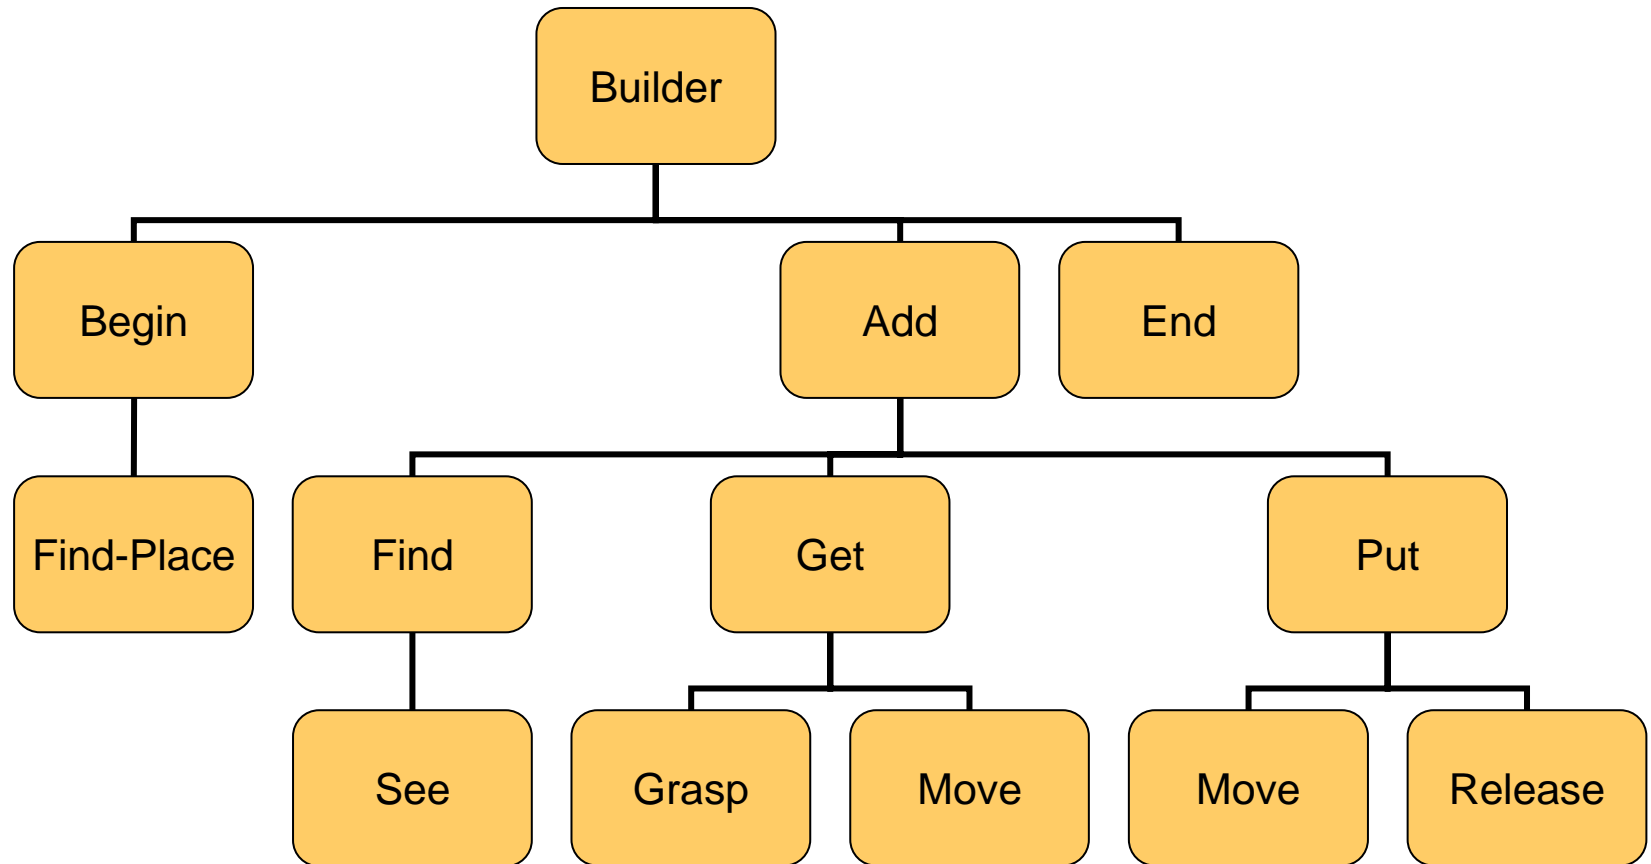 Builder
Begin
Add
End
Find-Place
Find
Get
Put
See
Grasp
Move
Move
Release